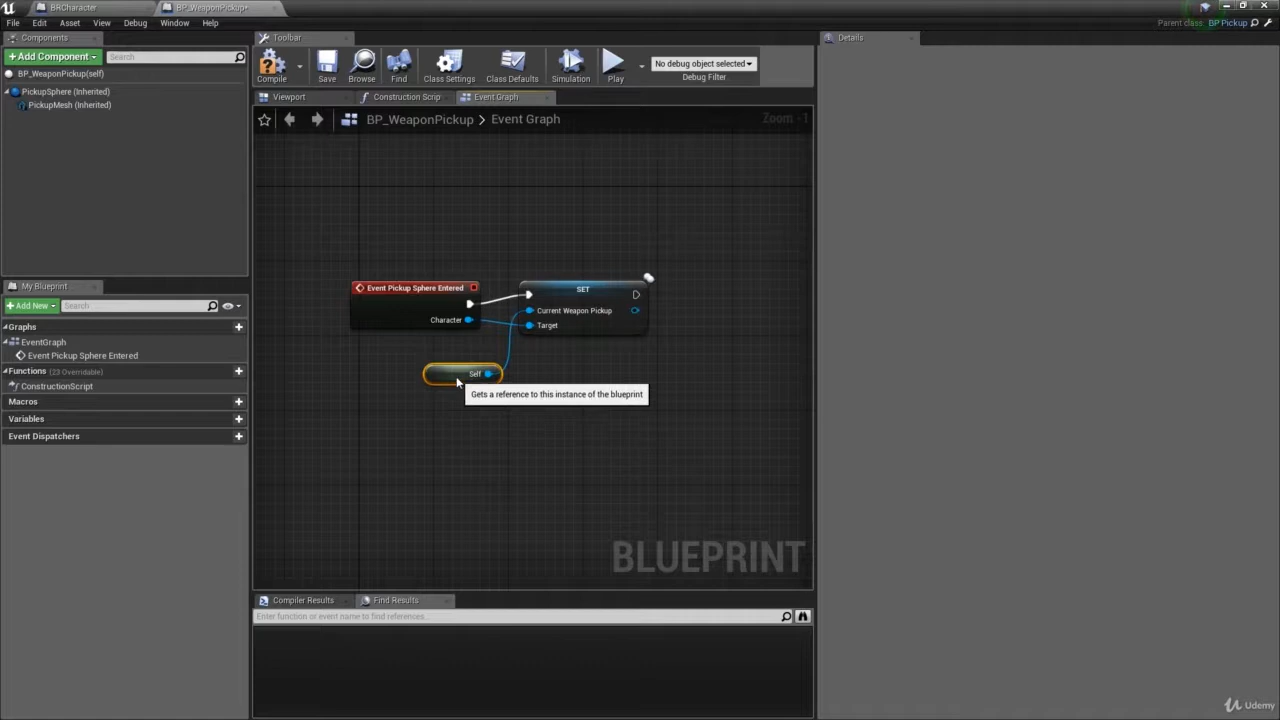 BRCharacter
BP_WeaponPickup*
File Edit Asset View Debug Window Help
Parent class: BP Pickup
Components
Toolbar
Details
+Add Component
Search
Compile
Save
Browse
Find
Class Settings
Class Defaults
Simulation
Play
No debug object selected
Debug Filter
BP_WeaponPickup(self)
PickupSphere (Inherited)
PickupMesh (Inherited)
Viewport
Construction Scrip
Event Graph
BP_WeaponPickup > Event Graph
Zoom -1
Event Pickup Sphere Entered
Character
SET
Current Weapon Pickup
Target
Self
Gets a reference to this instance of the blueprint
My Blueprint
+Add New
Search
Graphs
EventGraph
Event Pickup Sphere Entered
Functions (23 Overridable)
ConstructionScript
Macros
Variables
Event Dispatchers
BLUEPRINT
Compiler Results
Find Results
Enter function or event name to find references...
Udemy